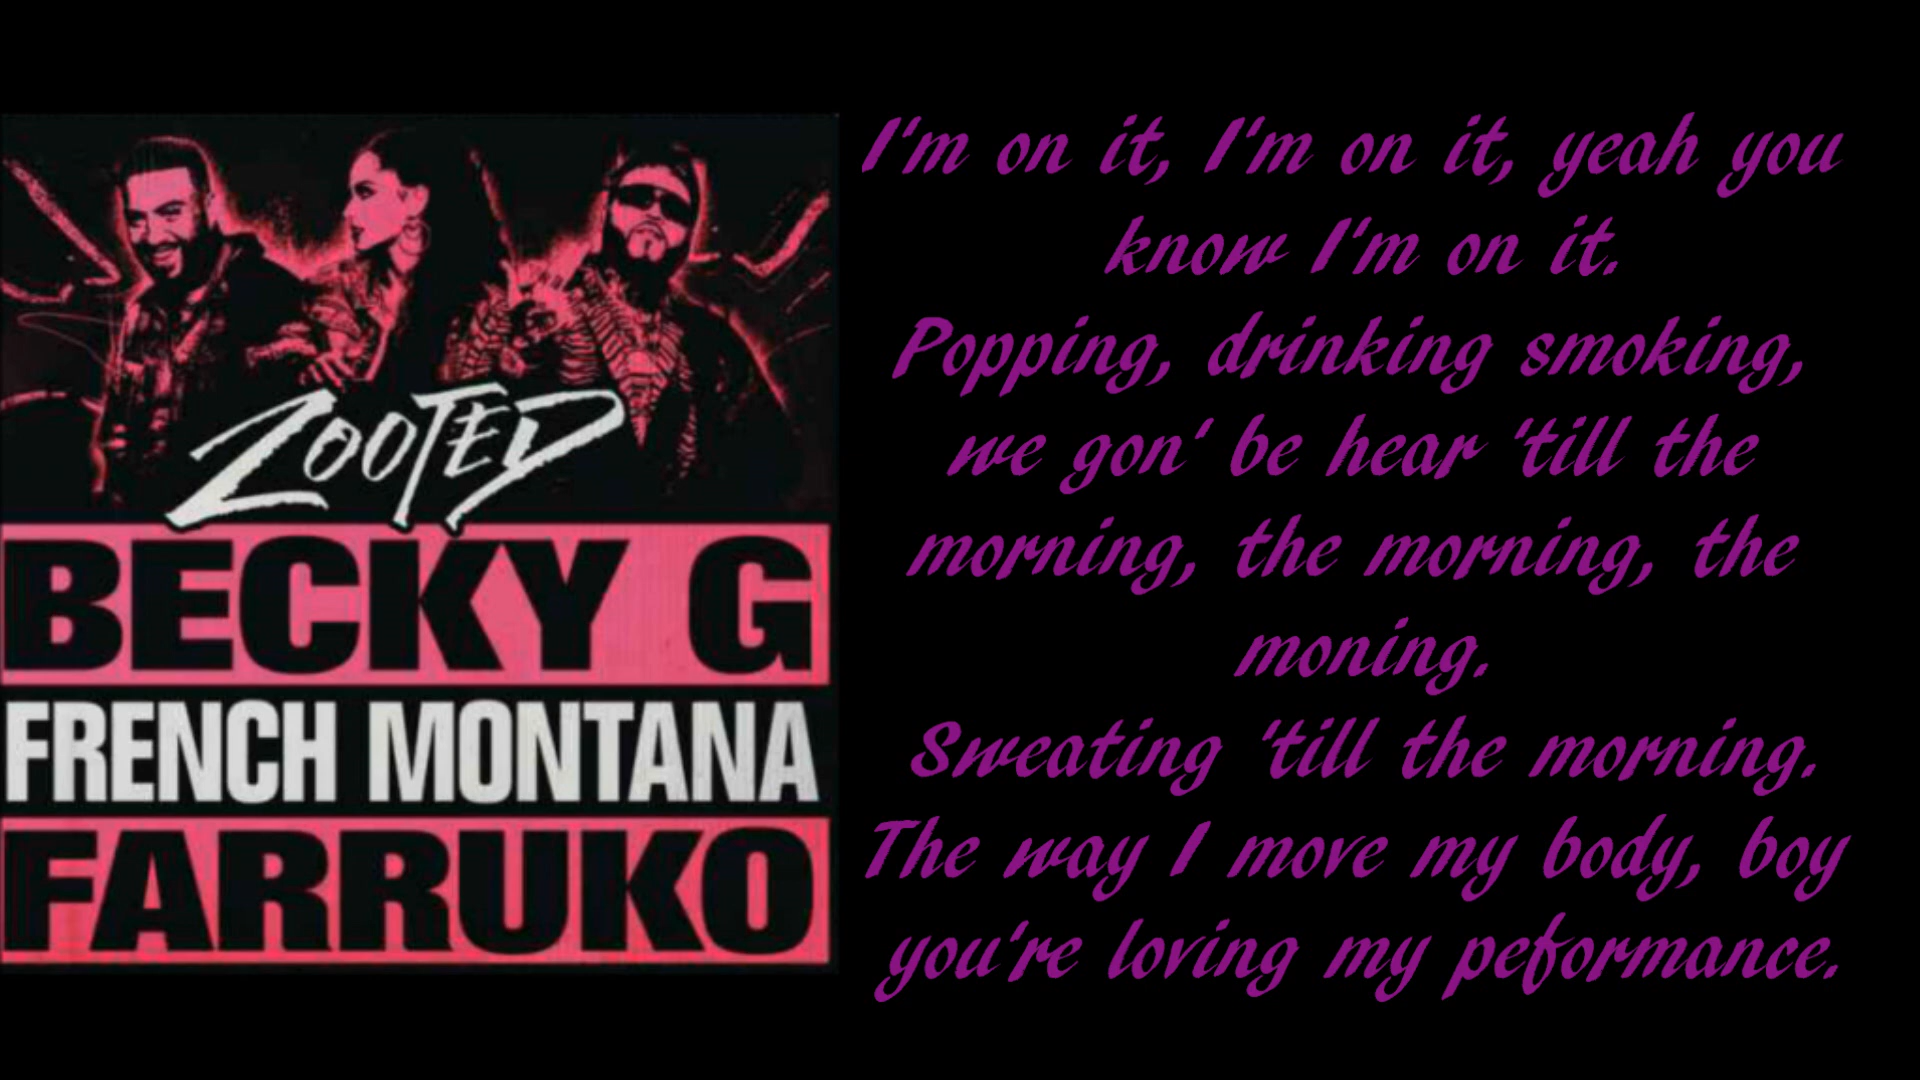 ZOOTED
BECKY G
FRENCH MONTANA
FARRUKO
I'm on it, I'm on it, yeah you
know I'm on it.
Popping, drinking smoking,
we gon' be hear 'till the
morning, the morning, the
moning.
Sweating 'till the morning.
The way I move my body, boy
you're loving my peformance.